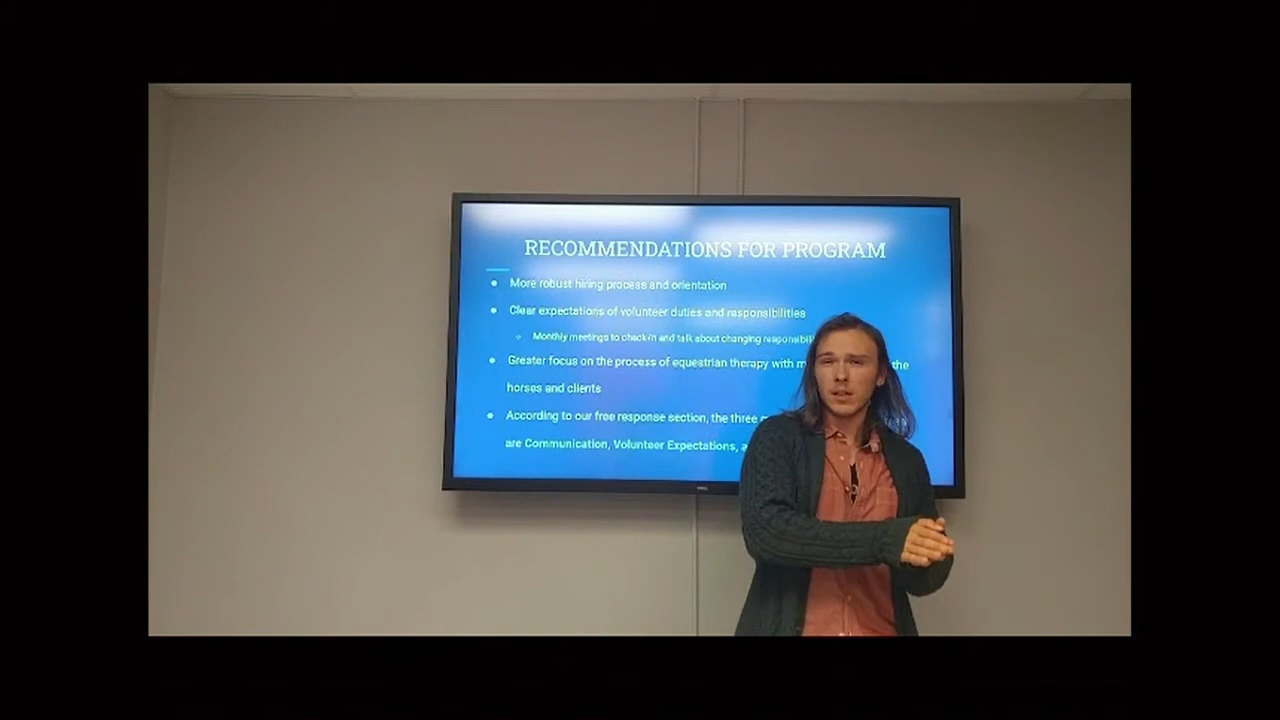 RECOMMENDATIONS FOR PROGRAM
More robust hiring process and orientation
Clear expectations of volunteer duties and responsibilities
Monthly meetings to check-in and talk about changing
Greater focus on the process of equestrian therapy with the
horses and clients
According to our free response section, the three
are Communication, Volunteer Expectations,